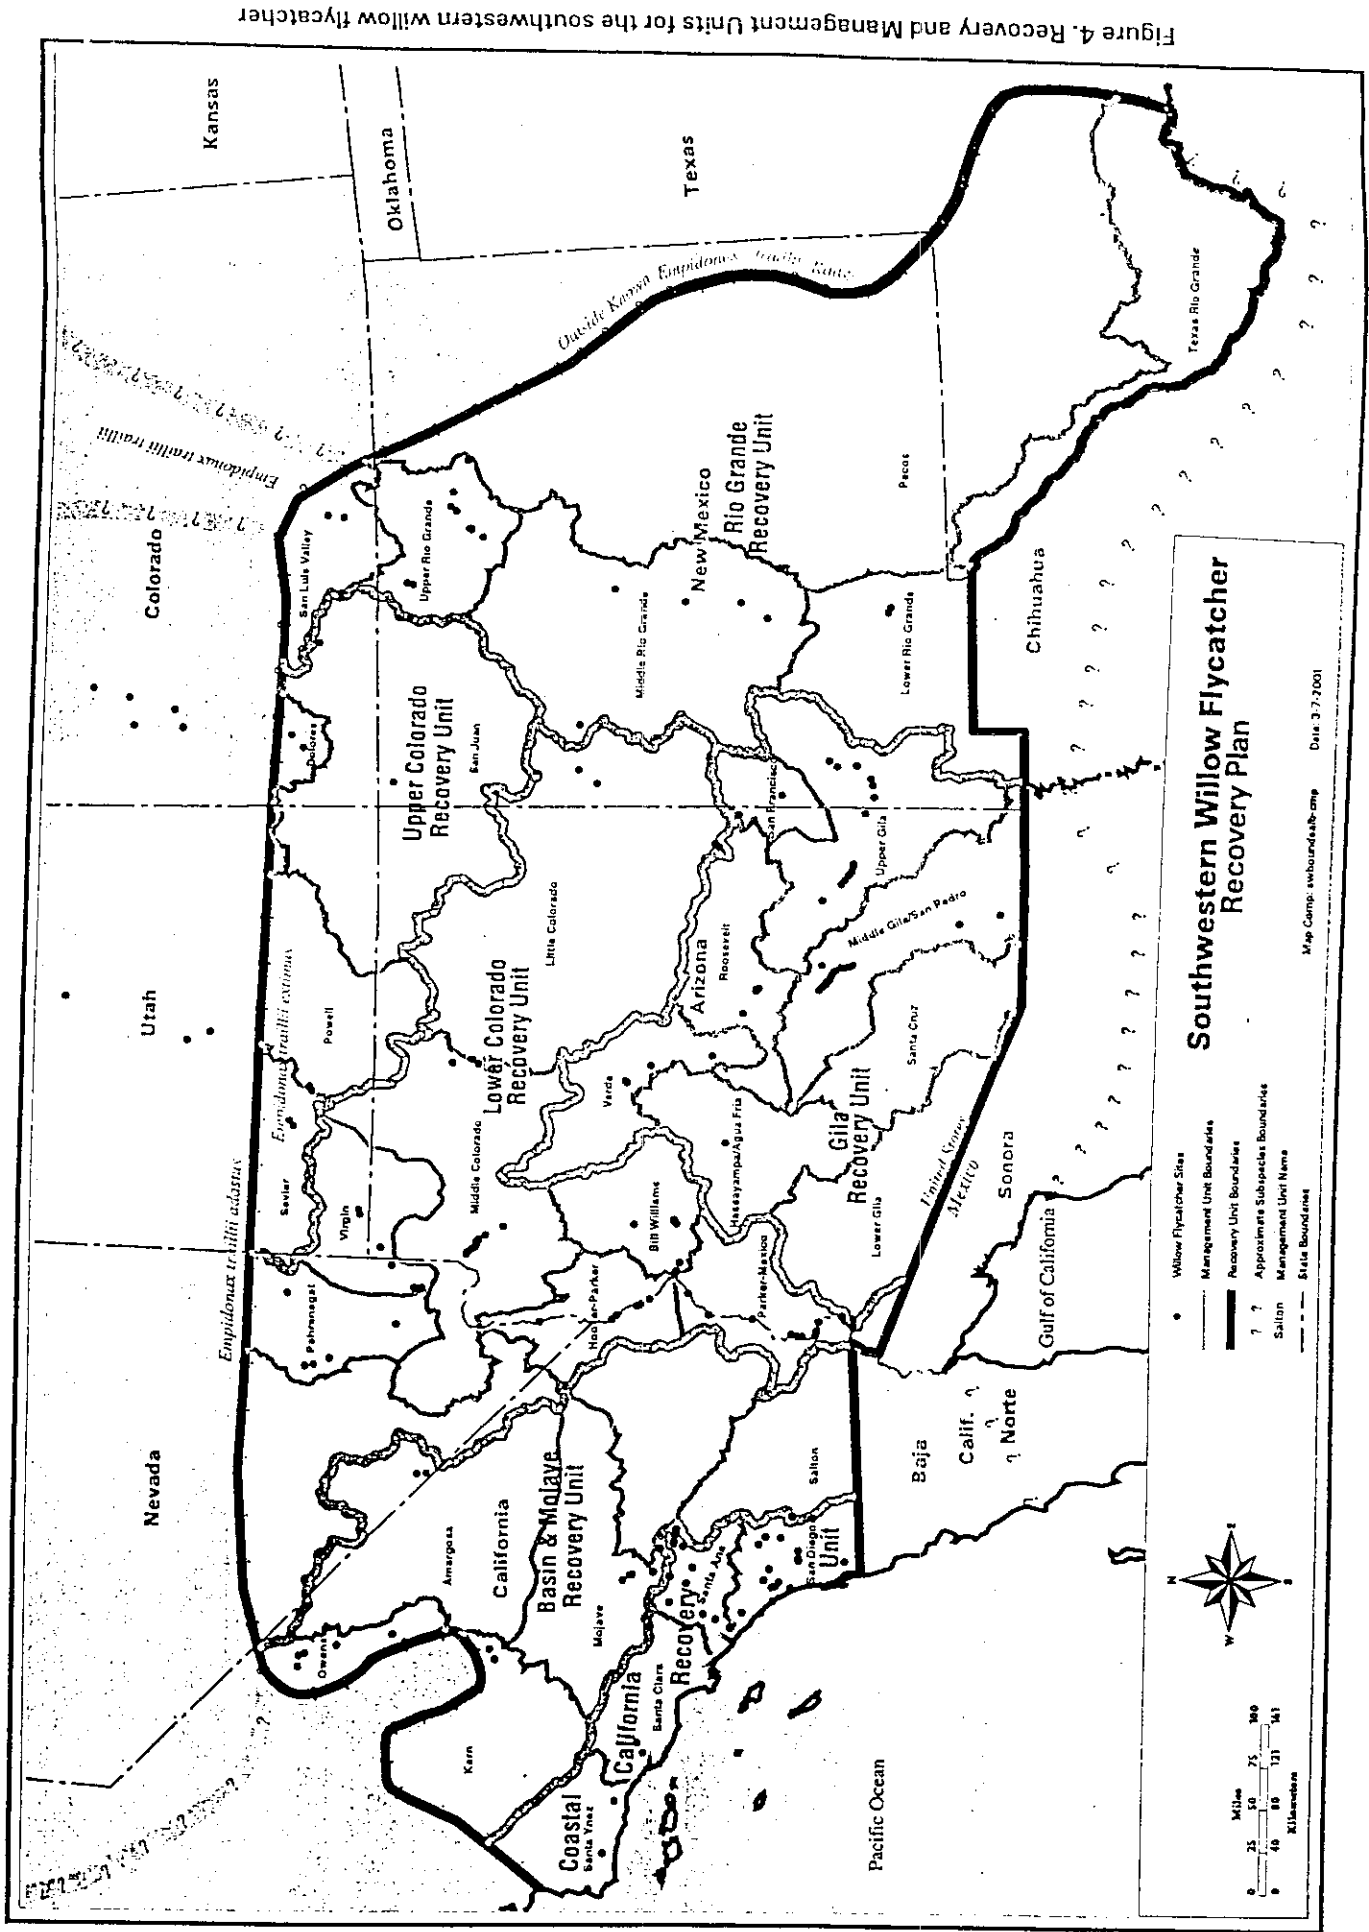 Figure 4. Recovery and Management Units for the southwestern willow flycatcher
Nevada
Utah
Colorado
Kansas
Oklahoma
Texas
Empidonax traillii adastus
Empidonax traillii extimus
Empidonax traillii traillii
Outside Known Empidonax traillii Range
Owens
Kern
Amargosa
California
Basin & Mojave
Recovery Unit
Mojave
Salton
Coastal
California
Recovery
Unit
Santa Ynez
Santa Clara
Santa Ana
San Diego
Pahranagat
Virgin
Sevier
Powell
Middle Colorado
Lower Colorado
Recovery Unit
Little Colorado
Hoover-Parker
Bill Williams
Parker-Mexico
Upper Colorado
Recovery Unit
San Juan
Dolores
San Luis Valley
Upper Rio Grande
Middle Rio Grande
New Mexico
Rio Grande
Recovery Unit
Pecos
Lower Rio Grande
Texas Rio Grande
Arizona
Verde
Roosevelt
Hassayampa/Agua Fria
Gila
Recovery Unit
Lower Gila
Santa Cruz
Middle Gila/San Pedro
Upper Gila
San Francisco
United States
Mexico
Sonora
Chihuahua
Gulf of California
Baja
Calif.
Norte
Pacific Ocean
Miles
0 25 50 75 100
0 40 80 121 161
Kilometers
N
W
E
S
Southwestern Willow Flycatcher
Recovery Plan
Willow Flycatcher Sites
Management Unit Boundaries
Recovery Unit Boundaries
? ? Approximate Subspecies Boundaries
Salton Management Unit Name
State Boundaries
Date: 3-7-2001